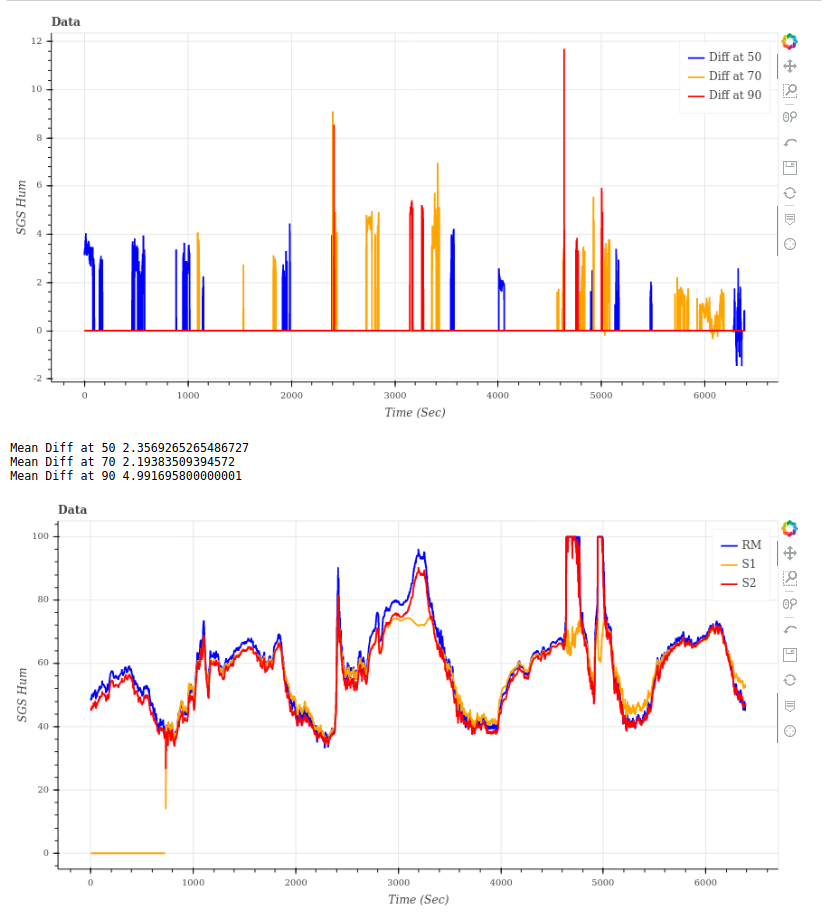 Data
12
10
8
6
4
2
0
-2
SGS Hum
Diff at 50
Diff at 70
Diff at 90
0
1000
2000
3000
4000
5000
6000
Time (Sec)
Mean Diff at 50 2.3569265265486727
Mean Diff at 70 2.19383509394572
Mean Diff at 90 4.991695800000001
Data
100
80
60
40
20
0
SGS Hum
RM
S1
S2
0
1000
2000
3000
4000
5000
6000
Time (Sec)